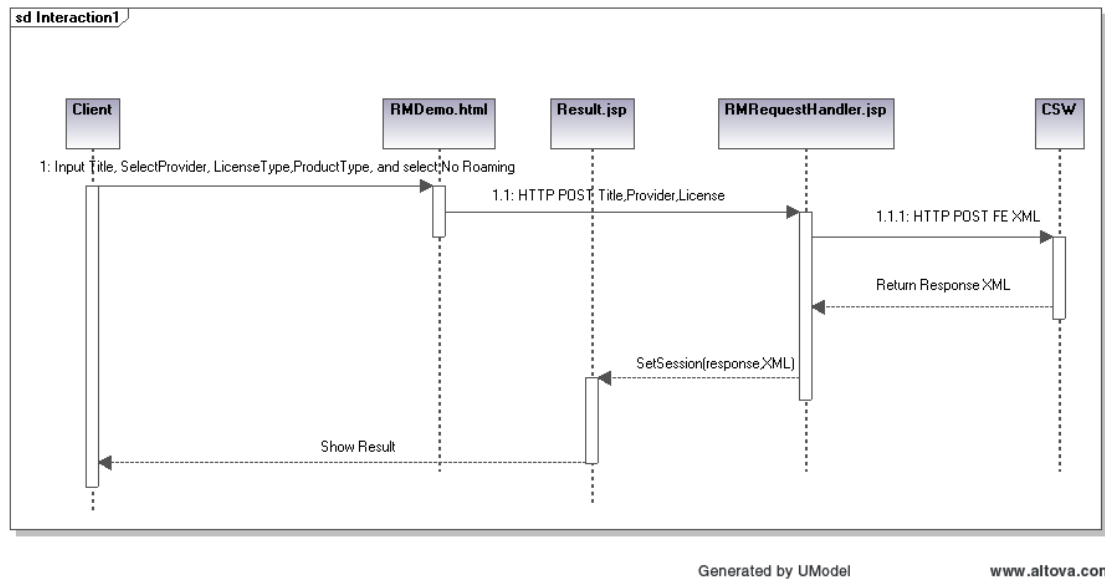 sd Interaction1
Client
RMDemo.html
Result.jsp
RMRequestHandler.jsp
CSW
1: Input Title, SelectProvider, LicenseType,ProductType, and select No Roaming
1.1: HTTP POST Title,Provider,License
1.1.1: HTTP POST FE XML
Return Response XML
SetSession(response,XML)
Show Result
Generated by UModel
www.altova.com